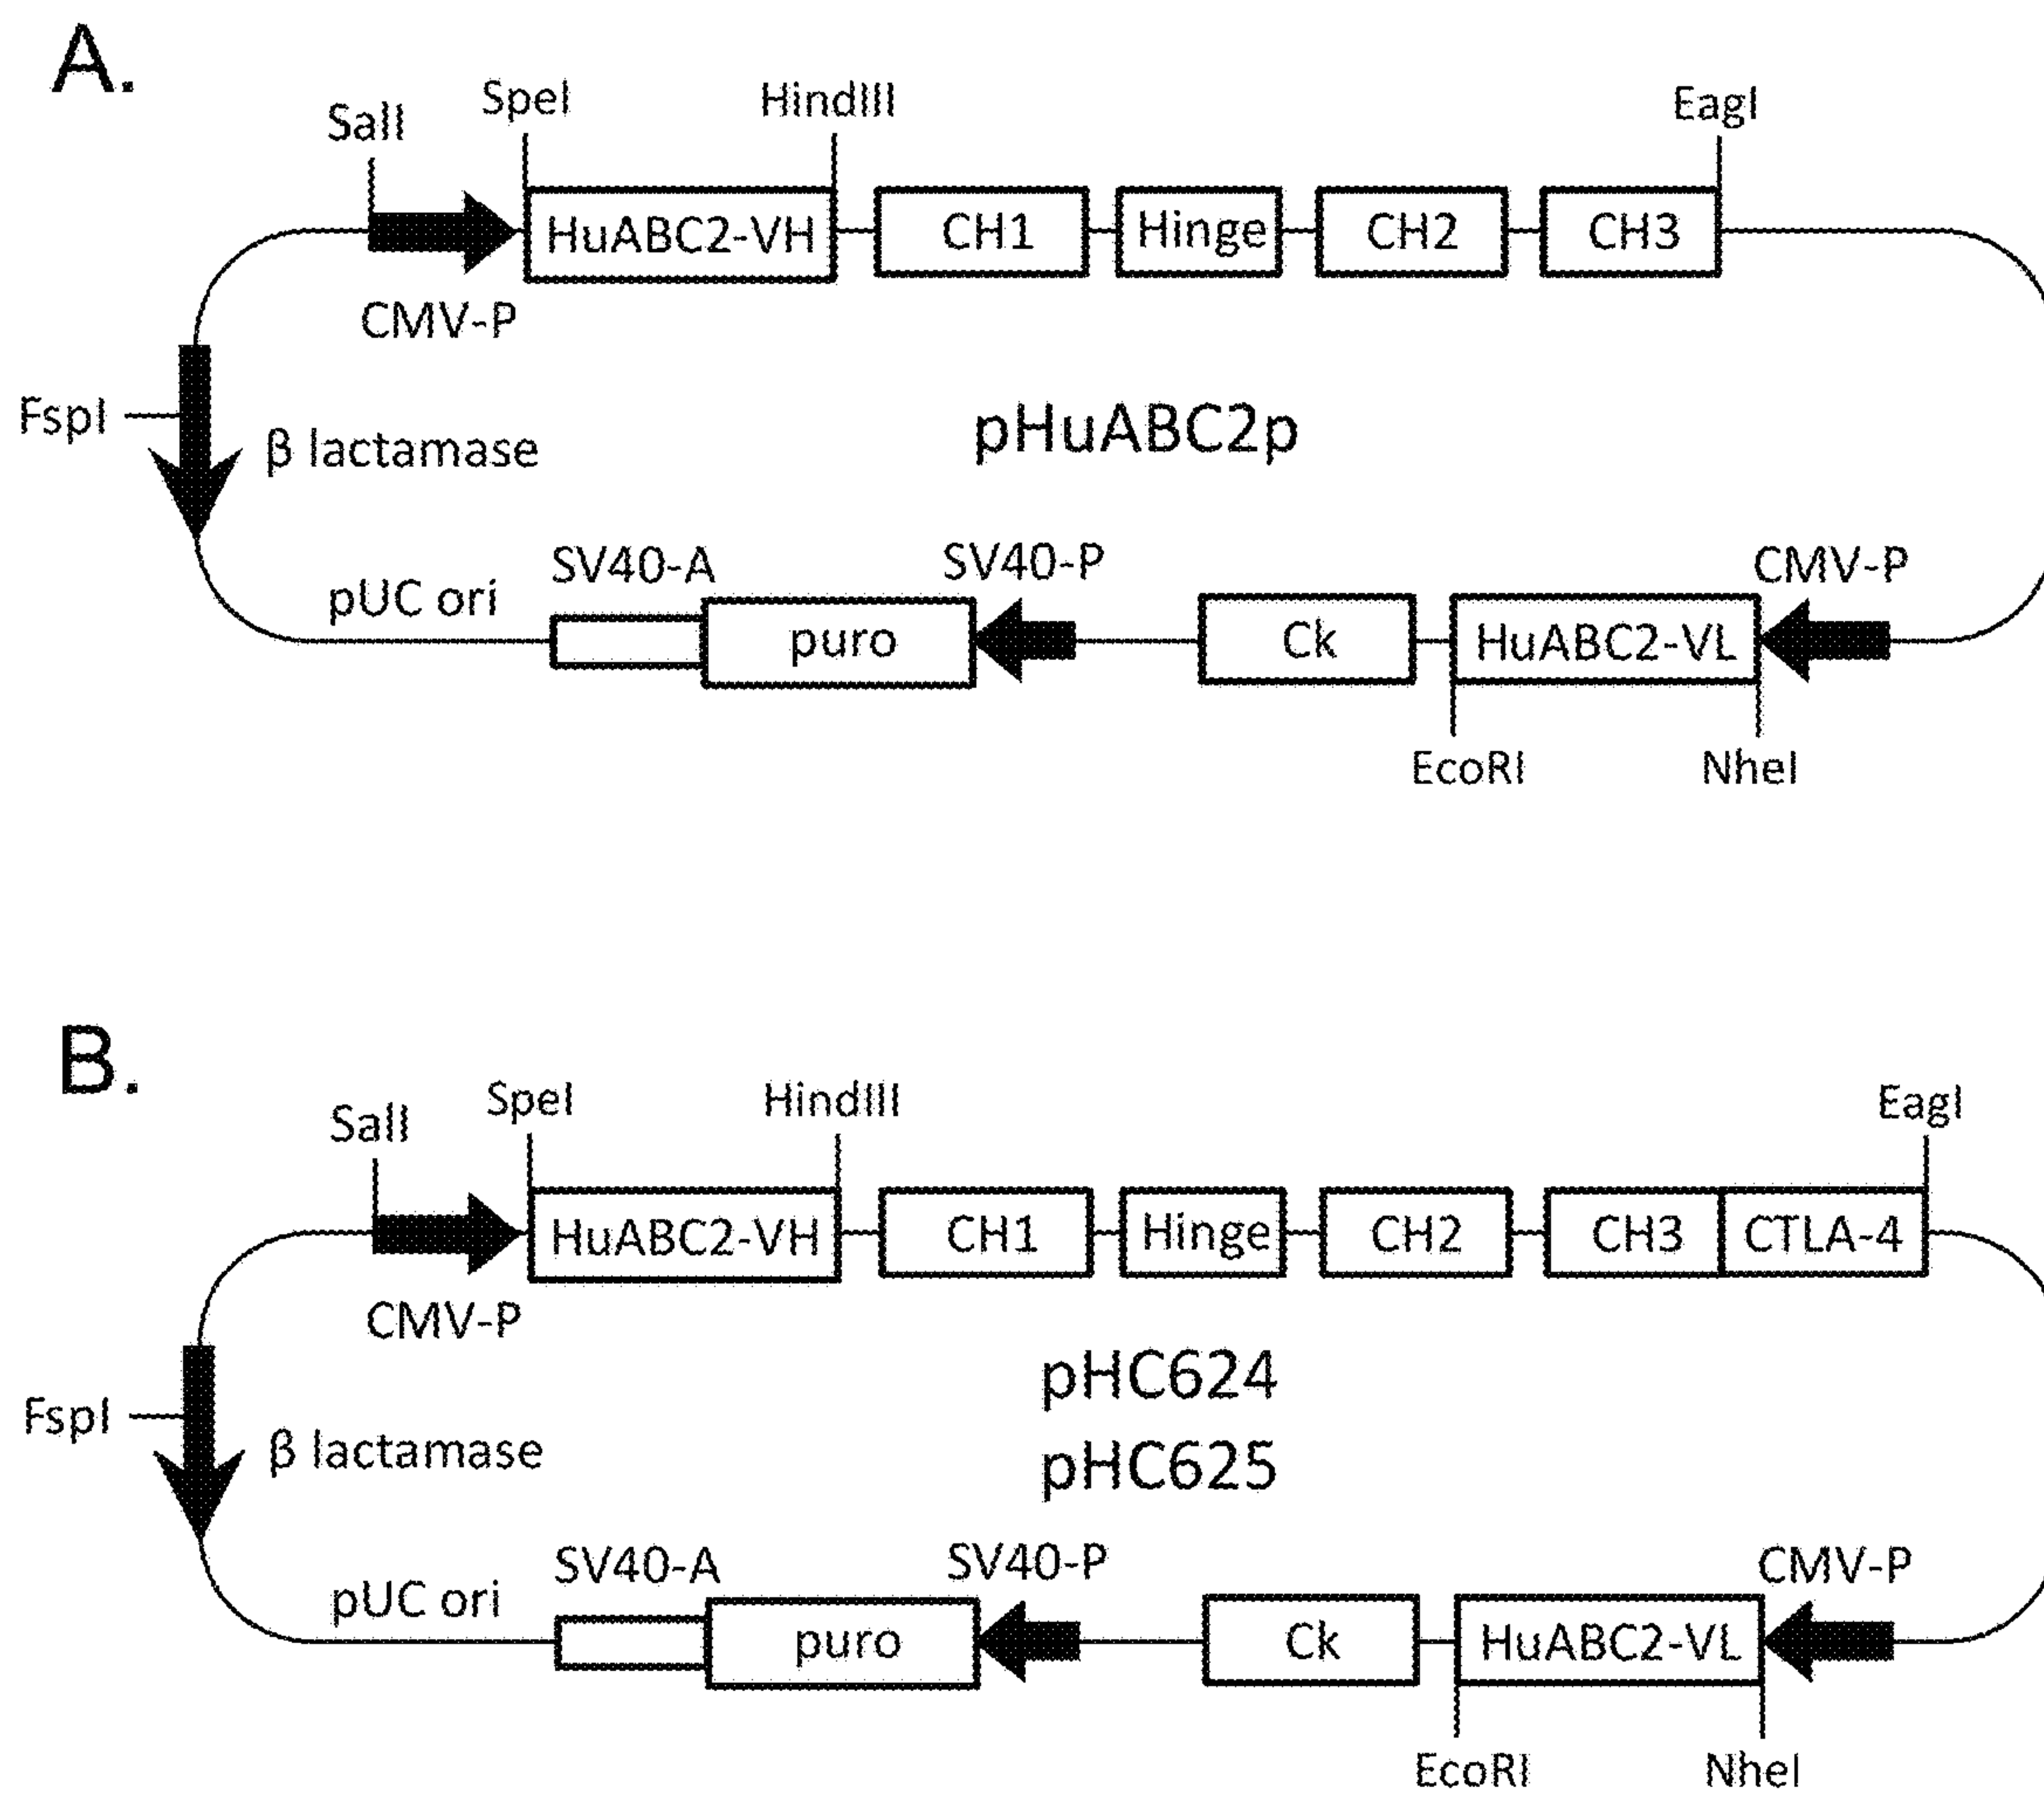 A.
SalI SpeI HindIII EagI
HuABC2-VH CH1 Hinge CH2 CH3
CMV-P
FspI β lactamase pHuABC2p
pUC ori SV40-A SV40-P CMV-P
puro Ck HuABC2-VL
EcoRI NheI
B.
SalI SpeI HindIII EagI
HuABC2-VH CH1 Hinge CH2 CH3 CTLA-4
CMV-P
pHC624
FspI β lactamase pHC625
pUC ori SV40-A SV40-P CMV-P
puro Ck HuABC2-VL
EcoRI NheI